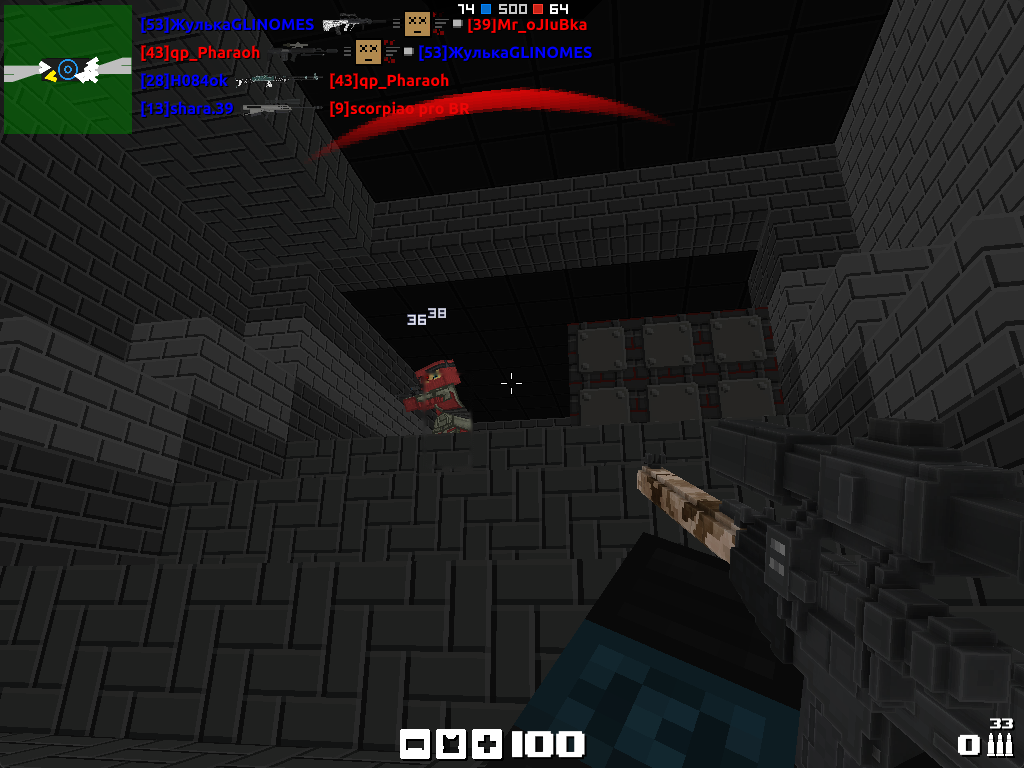 74 500 64
[53]ЖулькаGLINOMES [39]Mr_oJIuBka
[43]qp_Pharaoh [53]ЖулькаGLINOMES
[28]H084ok [43]qp_Pharaoh
[13]shara.39 [9]scorpiao pro BR
36 38
33
100
0